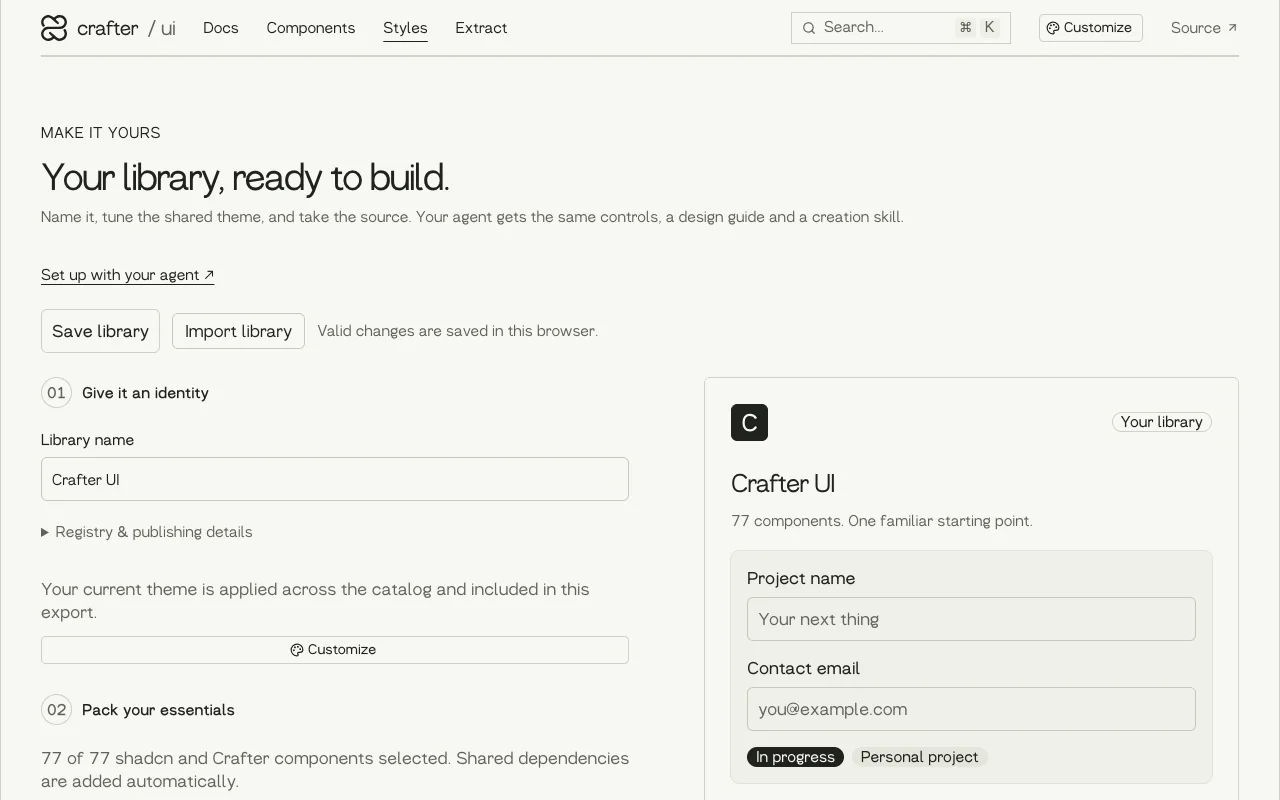 crafter / ui Docs Components Styles Extract Search... ⌘ K Customize Source ↗
MAKE IT YOURS
Your library, ready to build.
Name it, tune the shared theme, and take the source. Your agent gets the same controls, a design guide and a creation skill.
Set up with your agent ↗
Save library Import library Valid changes are saved in this browser.
01 Give it an identity
Library name
Crafter UI
Registry & publishing details
Your current theme is applied across the catalog and included in this
export.
Customize
02 Pack your essentials
77 of 77 shadcn and Crafter components selected. Shared dependencies
are added automatically.
C Your library
Crafter UI
77 components. One familiar starting point.
Project name
Your next thing
Contact email
you@example.com
In progress Personal project